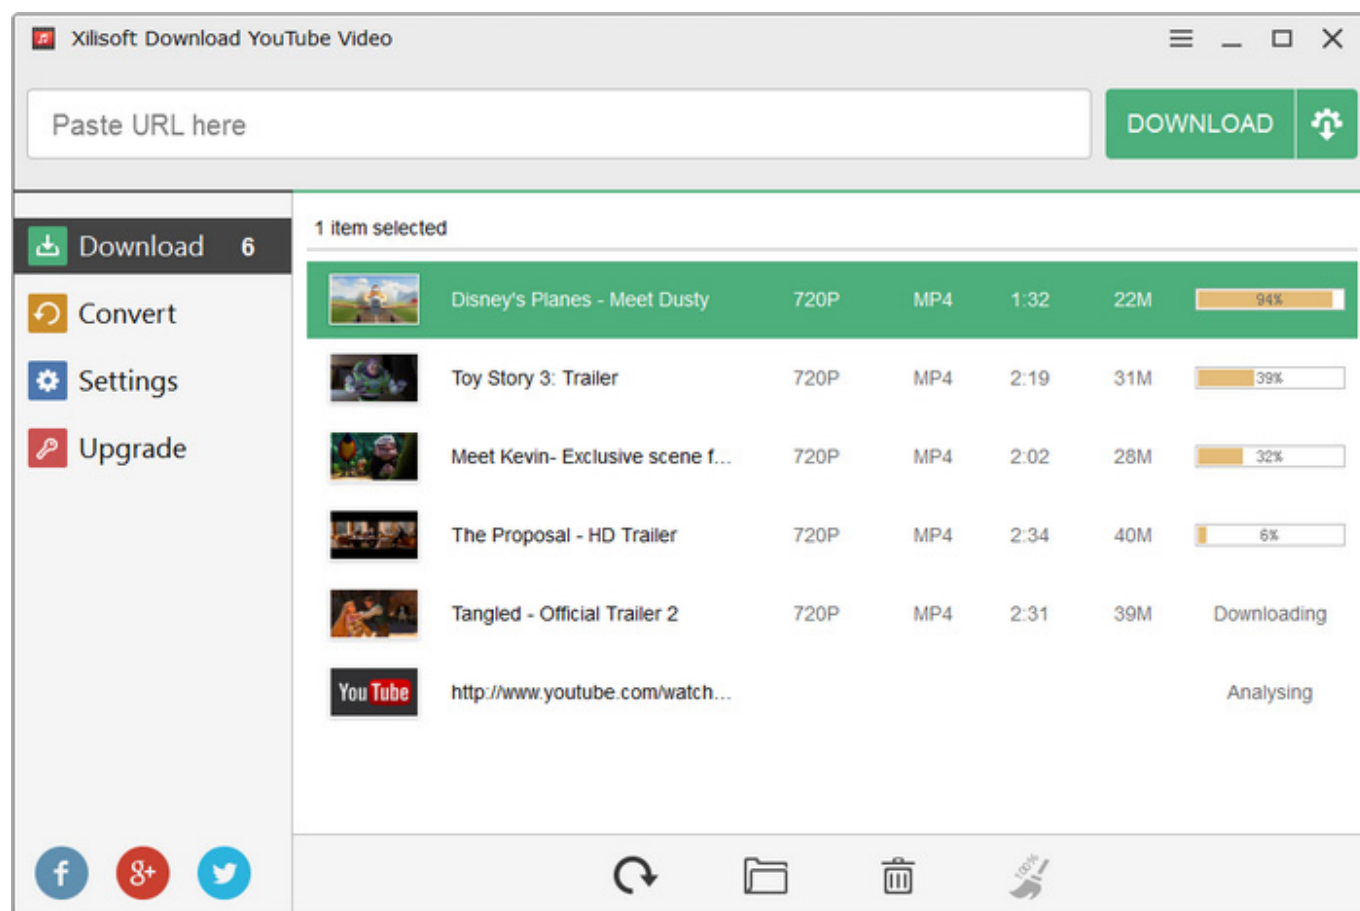 Xilisoft Download YouTube Video
Paste URL here
DOWNLOAD
Download 6
Convert
Settings
Upgrade
1 item selected
Disney's Planes - Meet Dusty 720P MP4 1:32 22M 94%
Toy Story 3: Trailer 720P MP4 2:19 31M 39%
Meet Kevin- Exclusive scene f... 720P MP4 2:02 28M 32%
The Proposal - HD Trailer 720P MP4 2:34 40M 6%
Tangled - Official Trailer 2 720P MP4 2:31 39M Downloading
YouTube http://www.youtube.com/watch... Analysing
f 8+ 100%